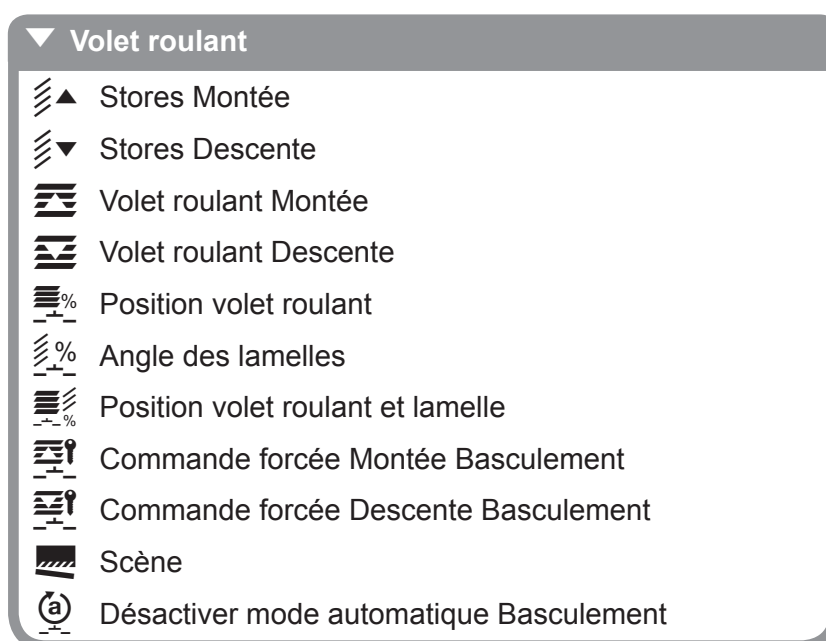 Volet roulant
Stores Montée
Stores Descente
Volet roulant Montée
Volet roulant Descente
% Position volet roulant
% Angle des lamelles
% Position volet roulant et lamelle
Commande forcée Montée Basculement
Commande forcée Descente Basculement
Scène
a Désactiver mode automatique Basculement